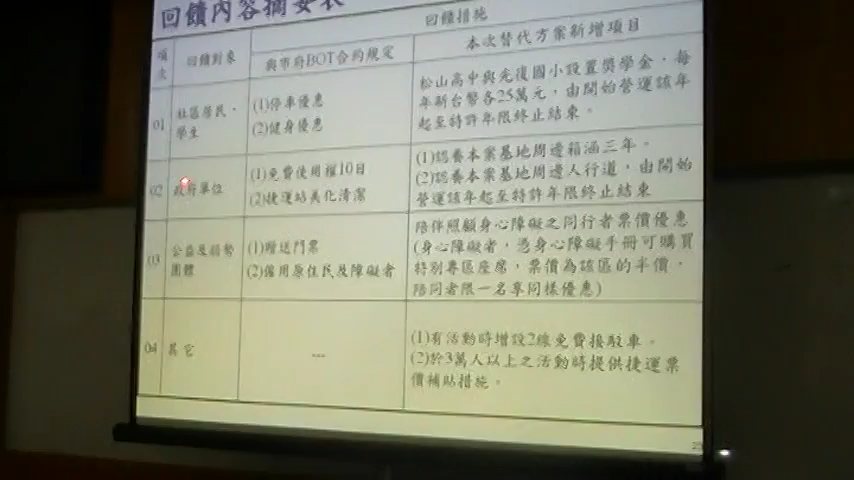 回饋內容摘要表
回饋措施
項次
回饋對象
與市府BOT合約規定
本次替代方案新增項目
01
社區居民、
學生
(1)停車優惠
(2)健身優惠
松山高中與光復國小設置獎學金，每
年新台幣各25萬元，由開始營運該年
起至特許年限終止結束。
02
政府單位
(1)免費使用權10日
(2)捷運站美化清潔
(1)認養本案基地周邊箱涵三年。
(2)認養本案基地周邊人行道，由開始
營運該年起至特許年限終止結束
03
公益及弱勢
團體
(1)贈送門票
(2)僱用原住民及障礙者
陪伴照顧身心障礙之同行者票價優惠
(身心障礙者，憑身心障礙手冊可購買
特別專區座席，票價為該區的半價，
陪同者限一名享同樣優惠)
04
其它
---
(1)有活動時增設2線免費接駁車。
(2)於3萬人以上之活動時提供捷運票
價補貼措施。